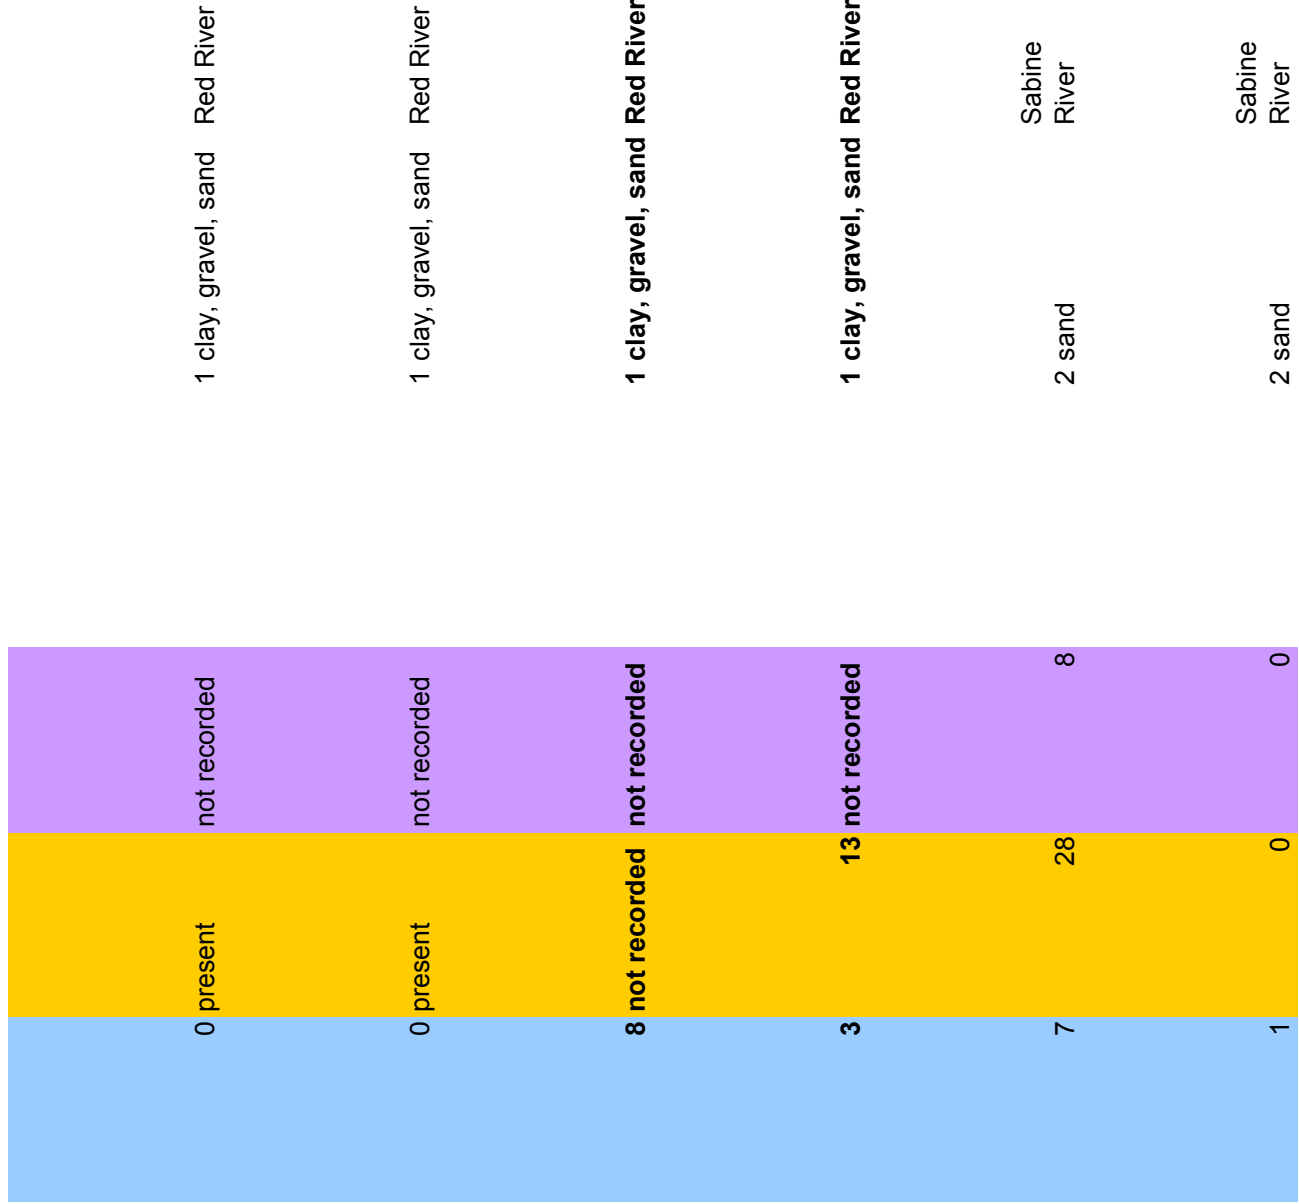 0 present not recorded 1 clay, gravel, sand Red River
0 present not recorded 1 clay, gravel, sand Red River
8 not recorded not recorded 1 clay, gravel, sand Red River
3 13 not recorded 1 clay, gravel, sand Red River
Sabine
7 28 8 2 sand River
Sabine
1 0 0 2 sand River